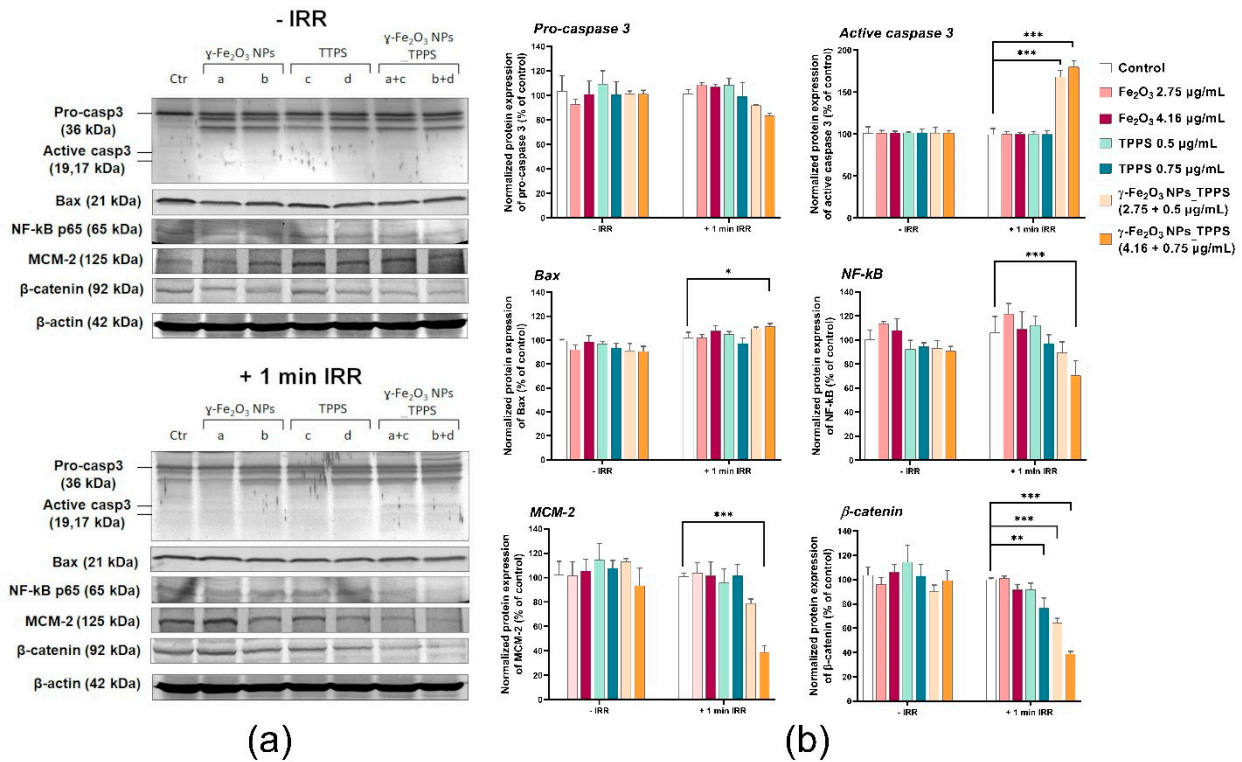 - IRR
γ-Fe₂O₃ NPs
TTPS
γ-Fe₂O₃ NPs
_TPPS
Ctr a b c d a+c b+d
Pro-casp3
(36 kDa)
Active casp3
(19,17 kDa)
Bax (21 kDa)
NF-kB p65 (65 kDa)
MCM-2 (125 kDa)
β-catenin (92 kDa)
β-actin (42 kDa)
+ 1 min IRR
γ-Fe₂O₃ NPs
TPPS
γ-Fe₂O₃ NPs
_TPPS
Ctr a b c d a+c b+d
Pro-casp3
(36 kDa)
Active casp3
(19,17 kDa)
Bax (21 kDa)
NF-kB p65 (65 kDa)
MCM-2 (125 kDa)
β-catenin (92 kDa)
β-actin (42 kDa)
(a)
Pro-caspase 3
Normalized protein expression
of pro-caspase 3 (% of control)
140
120
100
80
60
40
20
0
- IRR
+ 1 min IRR
Active caspase 3
Normalized protein expression
of active caspase 3 (% of control)
200
150
100
50
0
***
***
- IRR
+ 1 min IRR
Control
Fe₂O₃ 2.75 µg/mL
Fe₂O₃ 4.16 µg/mL
TPPS 0.5 µg/mL
TPPS 0.75 µg/mL
γ-Fe₂O₃ NPs_TPPS
(2.75 + 0.5 µg/mL)
γ-Fe₂O₃ NPs_TPPS
(4.16 + 0.75 µg/mL)
Bax
Normalized protein expression
of Bax (% of control)
140
120
100
80
60
40
20
0
*
- IRR
+ 1 min IRR
NF-kB
Normalized protein expression
of NF-kB (% of control)
140
120
100
80
60
40
20
0
***
- IRR
+ 1 min IRR
MCM-2
Normalized protein expression
of MCM-2 (% of control)
140
120
100
80
60
40
20
0
***
- IRR
+ 1 min IRR
β-catenin
Normalized protein expression
of β-catenin (% of control)
140
120
100
80
60
40
20
0
***
***
**
- IRR
+ 1 min IRR
(b)